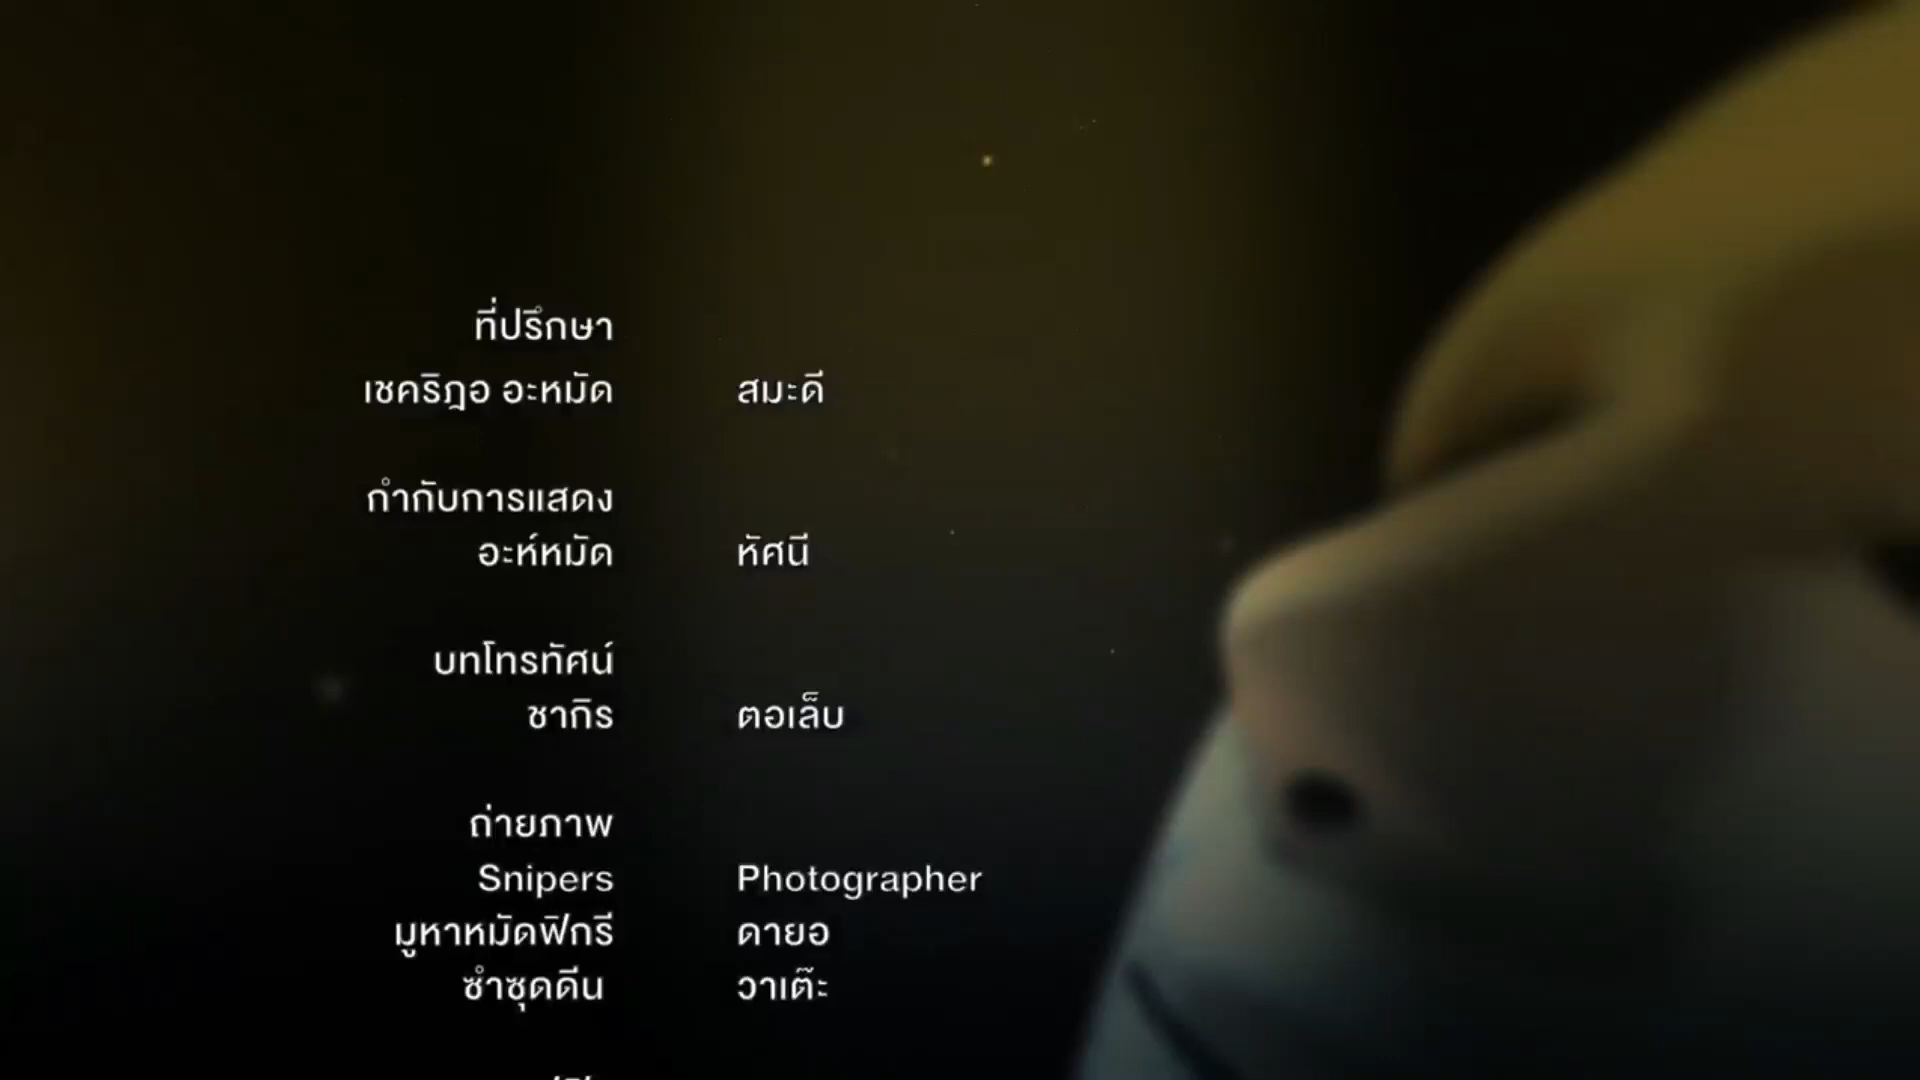 ที่ปรึกษา
เชคริฎอ อะหมัด สมะดี
กำกับการแสดง
อะห์หมัด หัศนี
บทโทรทัศน์
ชากิร ตอเล็บ
ถ่ายภาพ
Snipers Photographer
มูหาหมัดฟิกรี ดายอ
ซำซุดดีน วาเต๊ะ